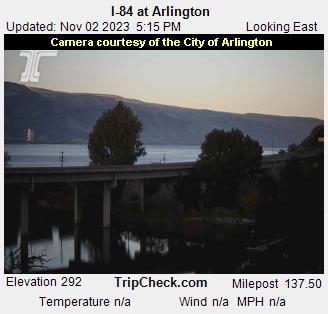 I-84 at Arlington
Updated: Nov 02 2023 5:15 PM Looking East
Camera courtesy of the City of Arlington
Elevation 292 TripCheck.com Milepost 137.50
Temperature n/a Wind n/a MPH n/a